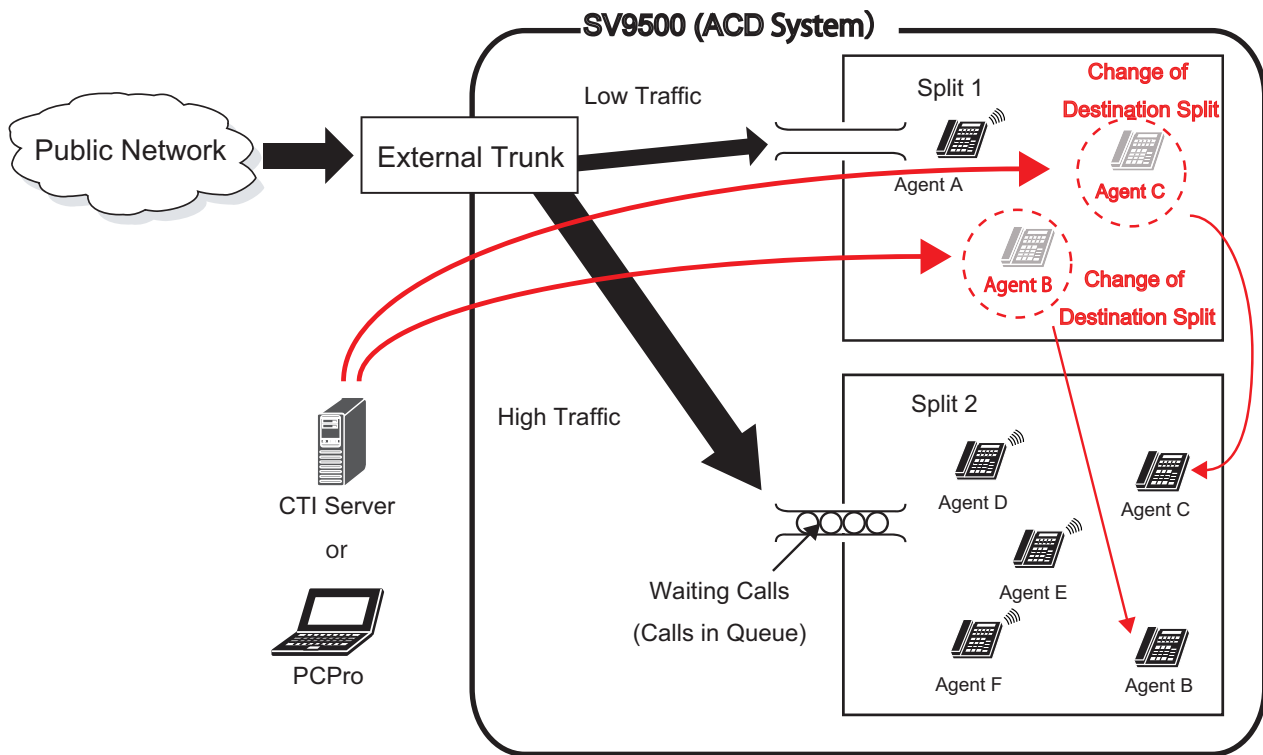 SV9500 (ACD System)
Public Network
External Trunk
Low Traffic
High Traffic
Split 1
Agent A
Change of
Destination Split
Agent C
Agent B
Change of
Destination Split
CTI Server
or
PCPro
Waiting Calls
(Calls in Queue)
Split 2
Agent D
Agent C
Agent E
Agent F
Agent B